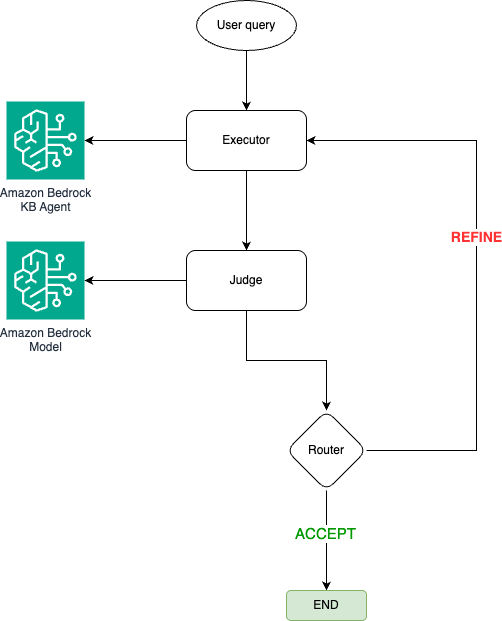 User query
Executor
Amazon Bedrock
KB Agent
REFINE
Judge
Amazon Bedrock
Model
Router
ACCEPT
END